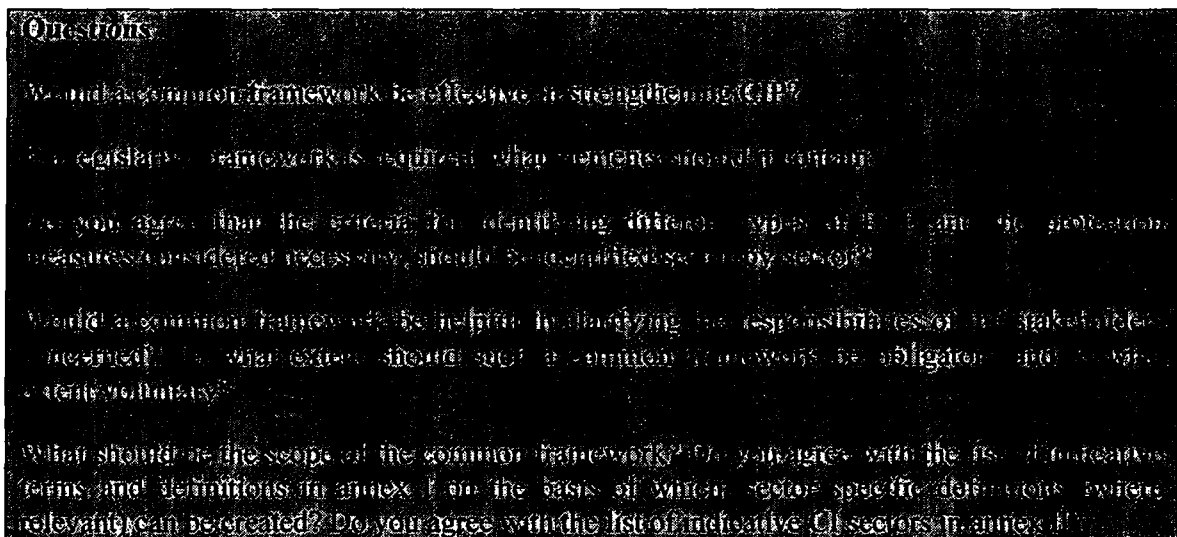 Questions
Would a common framework be effective in strengthening CIP?
legislative framework is required, what elements should it contain?
you agree that the criteria for identifying different types of and the protection
measures considered necessary, should be identified sector by sector?
Would a common framework be helpful in clarifying the responsibilities of the stakeholders
concerned? To what extent should such a common framework be obligatory and to what
extent voluntary?
What should be the scope of the common framework? Do you agree with the list of indicative
terms and definitions in annex I on the basis of which sector specific definitions (where
relevant) can be created? Do you agree with the list of indicative CI sectors in annex